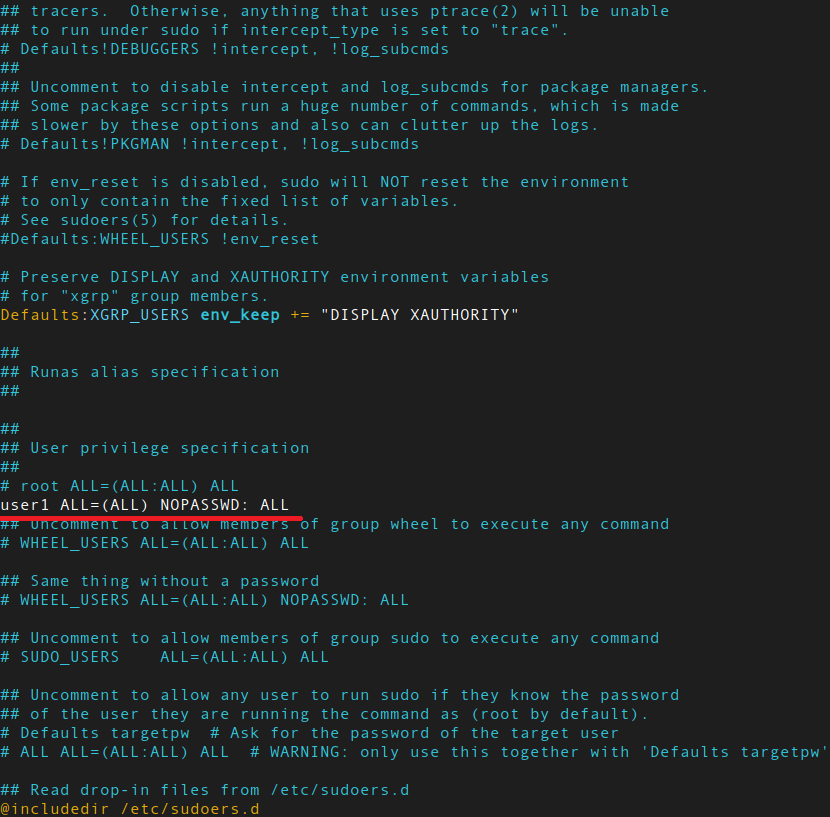 ## tracers.  Otherwise, anything that uses ptrace(2) will be unable
## to run under sudo if intercept_type is set to "trace".
# Defaults!DEBUGGERS !intercept, !log_subcmds
##
## Uncomment to disable intercept and log_subcmds for package managers.
## Some package scripts run a huge number of commands, which is made
## slower by these options and also can clutter up the logs.
# Defaults!PKGMAN !intercept, !log_subcmds

# If env_reset is disabled, sudo will NOT reset the environment
# to only contain the fixed list of variables.
# See sudoers(5) for details.
#Defaults:WHEEL_USERS !env_reset

# Preserve DISPLAY and XAUTHORITY environment variables
# for "xgrp" group members.
Defaults:XGRP_USERS env_keep += "DISPLAY XAUTHORITY"

##
## Runas alias specification
##

##
## User privilege specification
##
# root ALL=(ALL:ALL) ALL
user1 ALL=(ALL) NOPASSWD: ALL
## Uncomment to allow members of group wheel to execute any command
# WHEEL_USERS ALL=(ALL:ALL) ALL

## Same thing without a password
# WHEEL_USERS ALL=(ALL:ALL) NOPASSWD: ALL

## Uncomment to allow members of group sudo to execute any command
# SUDO_USERS    ALL=(ALL:ALL) ALL

## Uncomment to allow any user to run sudo if they know the password
## of the user they are running the command as (root by default).
# Defaults targetpw  # Ask for the password of the target user
# ALL ALL=(ALL:ALL) ALL  # WARNING: only use this together with 'Defaults targetpw'

## Read drop-in files from /etc/sudoers.d
@includedir /etc/sudoers.d